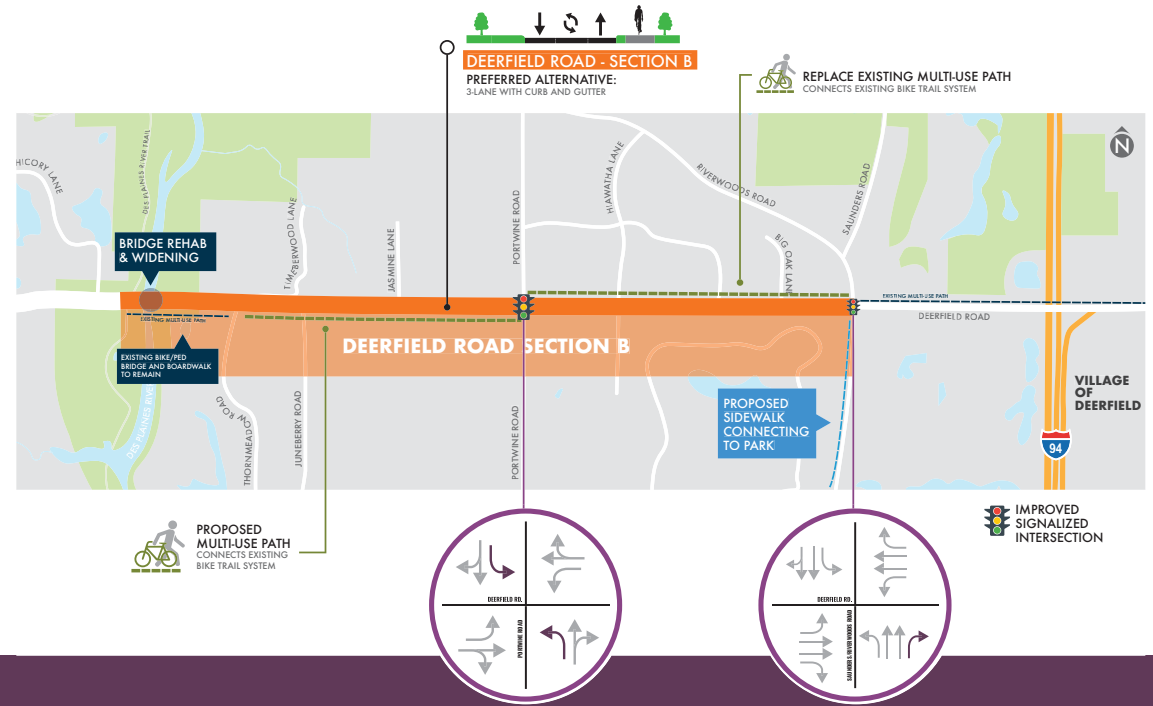 DEERFIELD ROAD - SECTION B
PREFERRED ALTERNATIVE:
3-LANE WITH CURB AND GUTTER
REPLACE EXISTING MULTI-USE PATH
CONNECTS EXISTING BIKE TRAIL SYSTEM
HICORY LANE
DES PLAINES RIVER TRAIL
TIMEBERWOOD LANE
JASMINE LANE
PORTWINE ROAD
HIAWATHA LANE
RIVERWOODS ROAD
BIG OAK LANE
SAUNDERS ROAD
N
BRIDGE REHAB
& WIDENING
EXISTING MULTI-USE PATH
EXISTING MULTI-USE PATH
DEERFIELD ROAD
DEERFIELD ROAD SECTION B
EXISTING BIKE/PED
BRIDGE AND BOARDWALK
TO REMAIN
DES PLAINES RIVER
THORNMEADOW ROAD
JUNEBERRY ROAD
PORTWINE ROAD
PROPOSED
SIDEWALK
CONNECTING
TO PARK
VILLAGE
OF
DEERFIELD
94
PROPOSED
MULTI-USE PATH
CONNECTS EXISTING
BIKE TRAIL SYSTEM
IMPROVED
SIGNALIZED
INTERSECTION
DEERFIELD RD.
PORTWINE ROAD
DEERFIELD RD.
SAUNDERS/RIVERWOODS ROAD